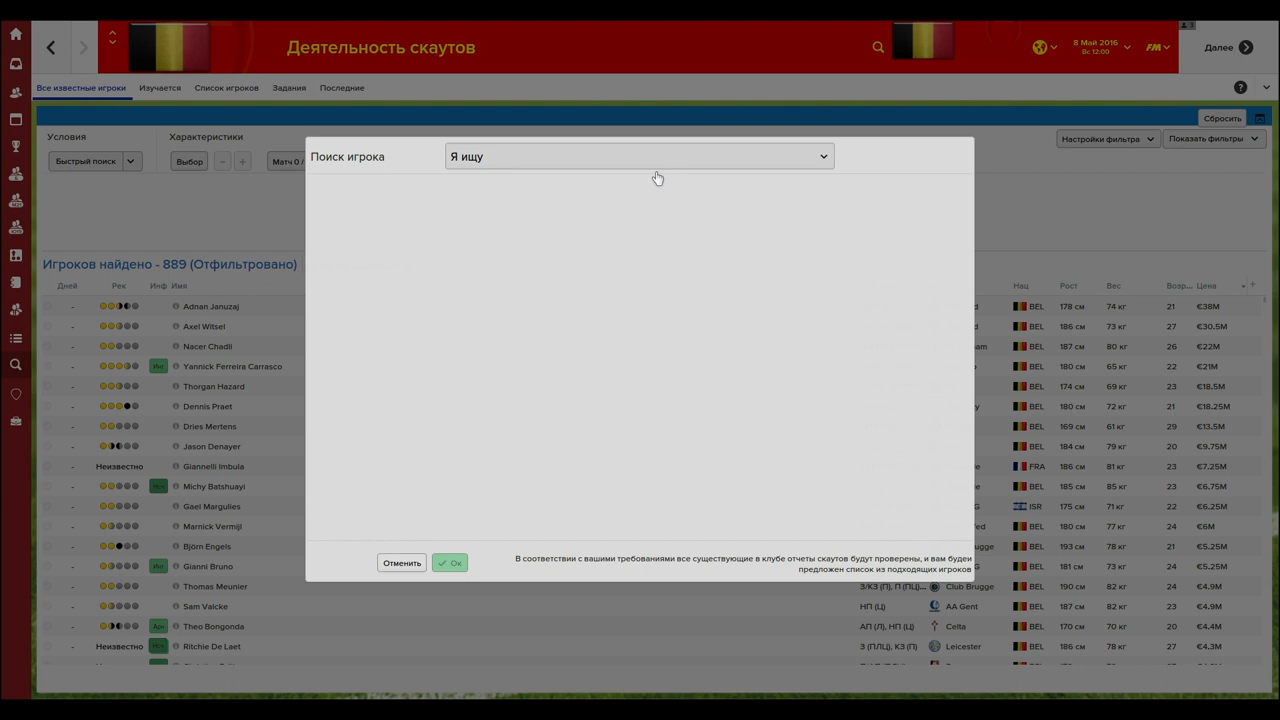 3
Деятельность скаутов
8 Май 2016
Вс 12:00
FM
Далее
Все известные игроки
Изучается
Список игроков
Задания
Последние
?
Сбросить
Условия
Характеристики
Настройки фильтра
Показать фильтры
Быстрый поиск
Выбор
Матч 0 /
Поиск игрока
Я ищу
Игроков найдено - 889 (Отфильтровано)
Дней Рек Инф Имя Нац Рост Вес Возр... Цена
- Adnan Januzaj BEL 178 см 74 кг 21 €38M
- Axel Witsel BEL 186 см 73 кг 27 €30.5M
- Nacer Chadli BEL 187 см 80 кг 26 €22M
- Инт Yannick Ferreira Carrasco BEL 180 см 65 кг 22 €21M
- Thorgan Hazard BEL 174 см 69 кг 23 €18.5M
- Dennis Praet BEL 180 см 72 кг 21 €18.25M
- Dries Mertens BEL 169 см 61 кг 29 €13.5M
- Jason Denayer BEL 184 см 79 кг 20 €9.75M
Неизвестно Giannelli Imbula FRA 186 см 81 кг 23 €7.25M
- Michy Batshuayi BEL 185 см 85 кг 23 €6.75M
- Gael Margulies ISR 175 см 71 кг 22 €6.25M
- Marnick Vermijl BEL 180 см 77 кг 24 €6M
- Björn Engels BEL 193 см 78 кг 21 €5.25M
- Инт Gianni Bruno BEL 181 см 73 кг 24 €5M
- Thomas Meunier З/КЗ (П), П (ПЦ)... Club Brugge BEL 190 см 82 кг 24 €4.9M
- Sam Valcke НП (Ц) AA Gent BEL 187 см 82 кг 23 €4.9M
- Арн Theo Bongonda АП (Л), НП (Ц) Celta BEL 170 см 70 кг 20 €4.4M
- Неизвестно Ritchie De Laet З (ПЛЦ), КЗ (П) Leicester BEL 186 см 78 кг 27 €4.3M
Отменить
Ок
В соответствии с вашими требованиями все существующие в клубе отчеты скаутов будут проверены, и вам будеи
предложен список из подходящих игроков